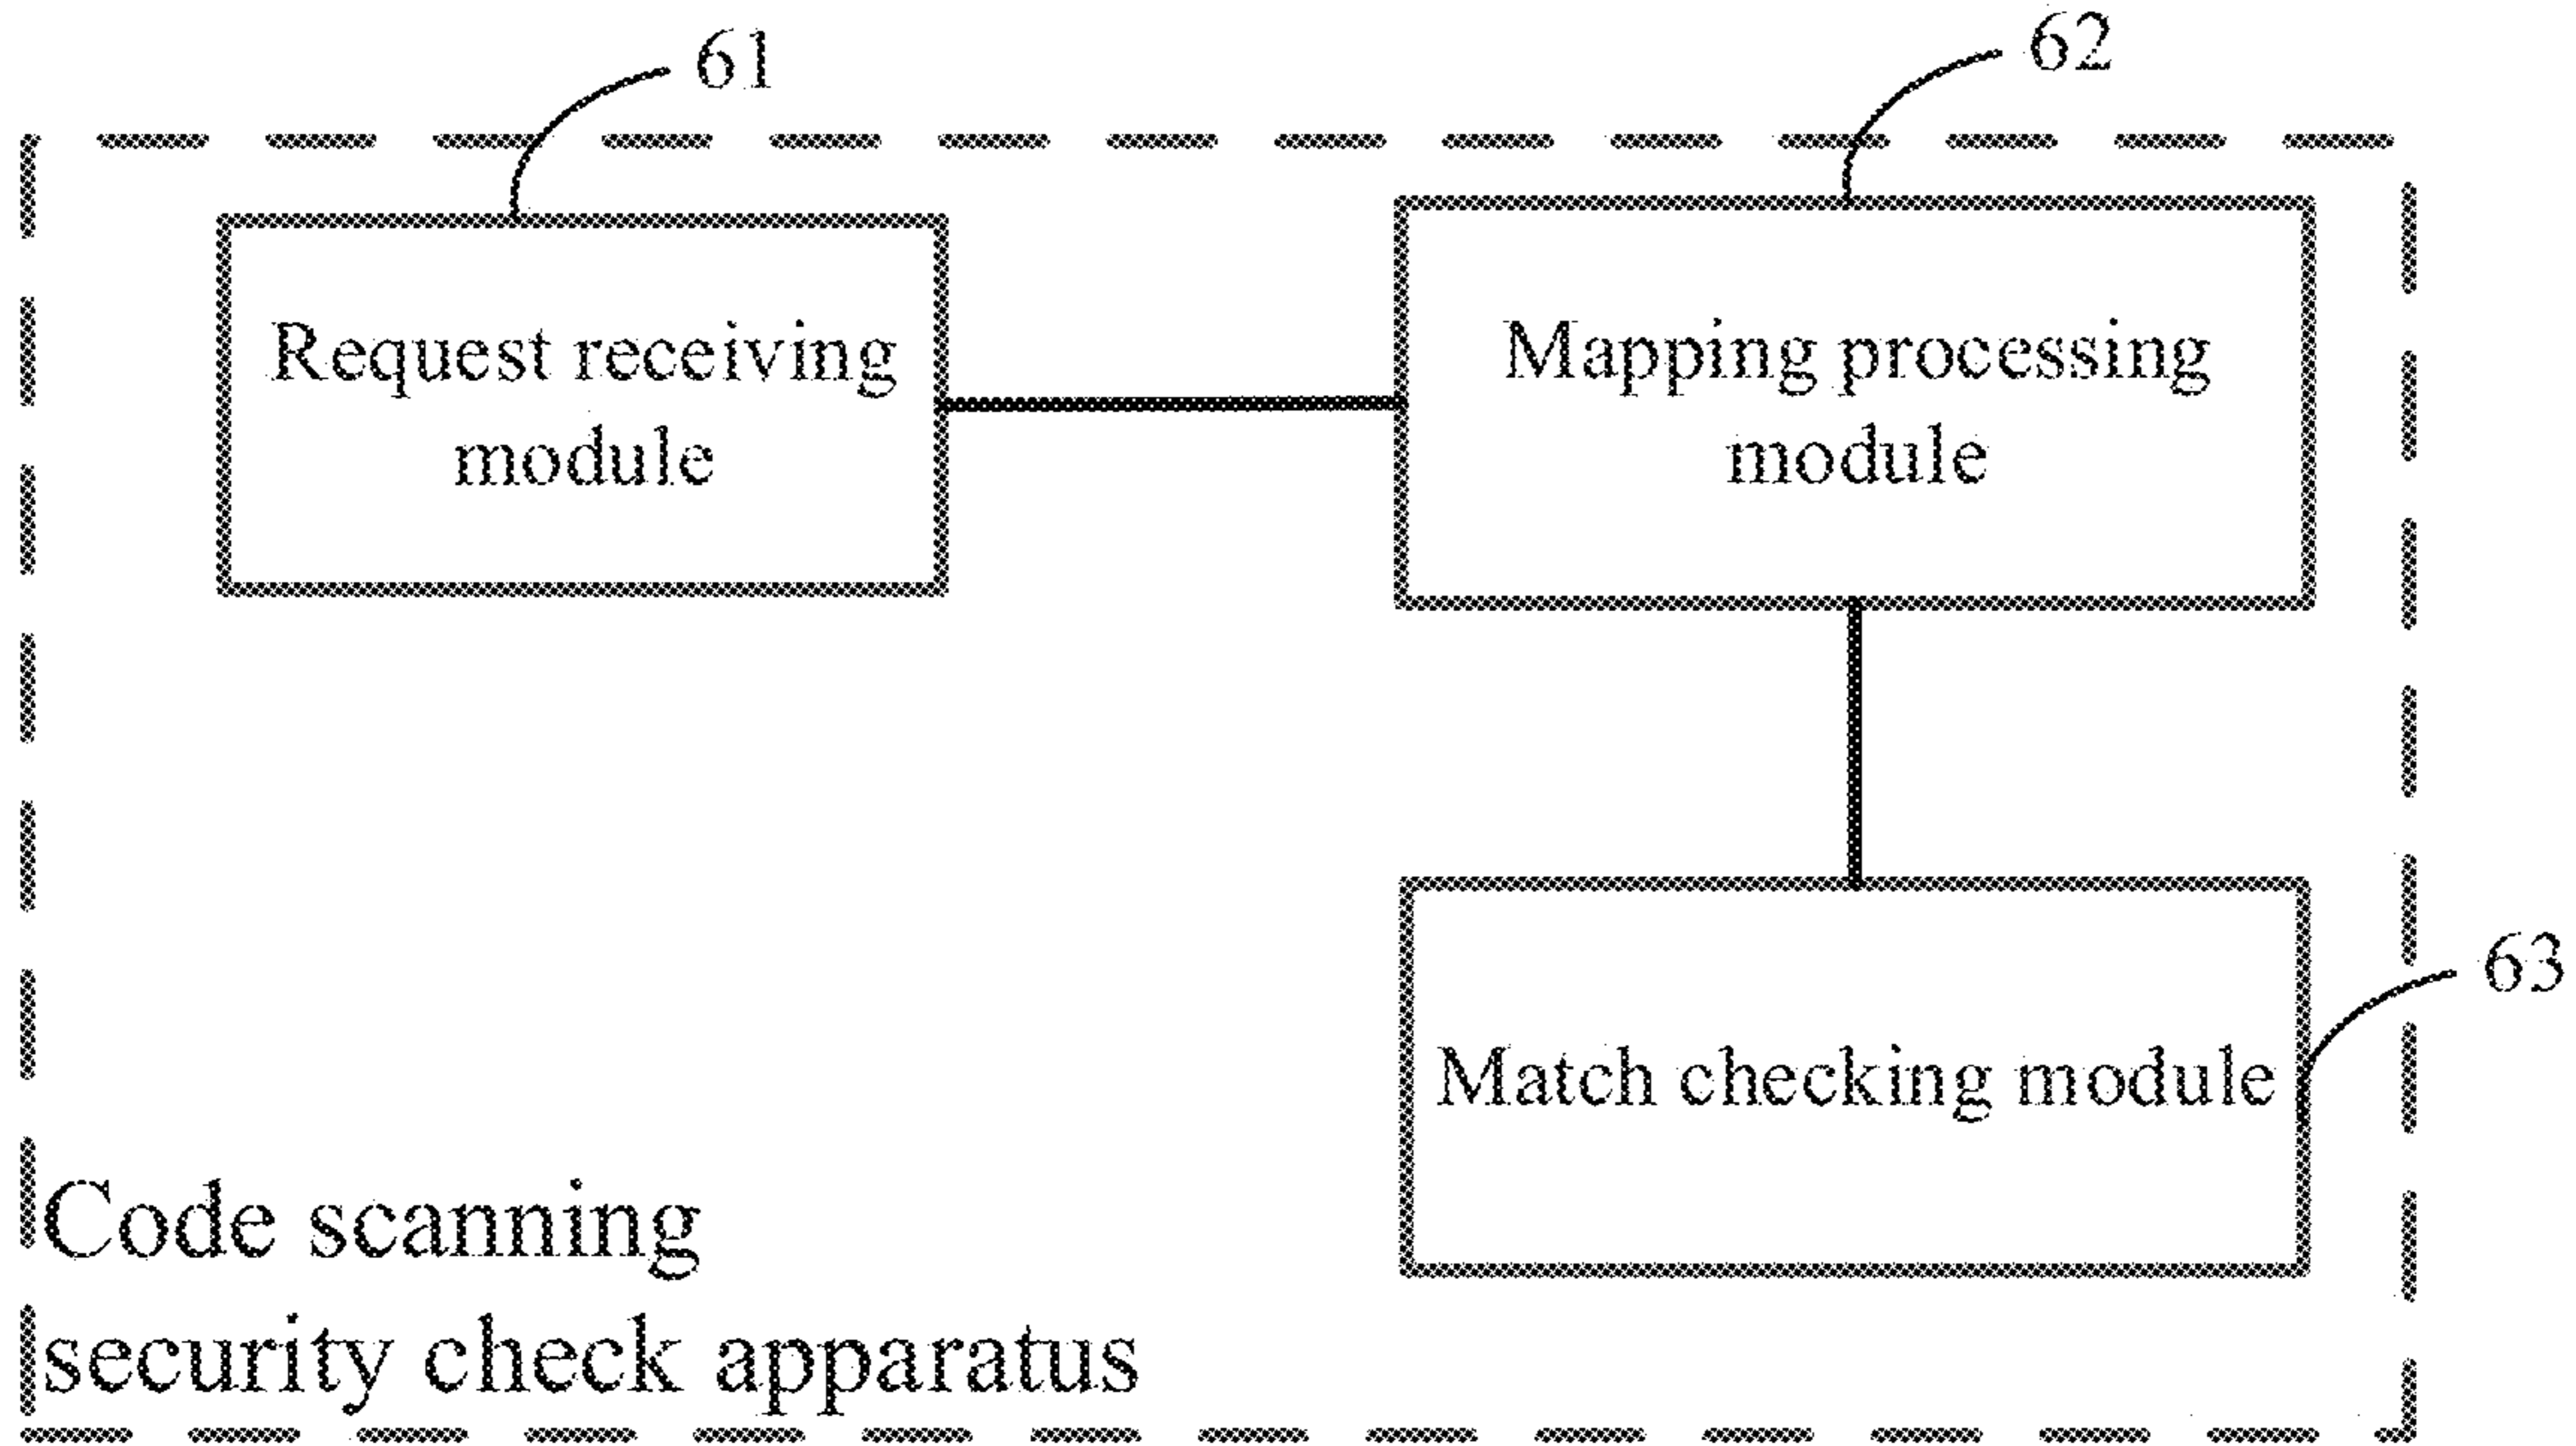 61
62
Request receiving
module
Mapping processing
module
63
Match checking module
Code scanning
security check apparatus